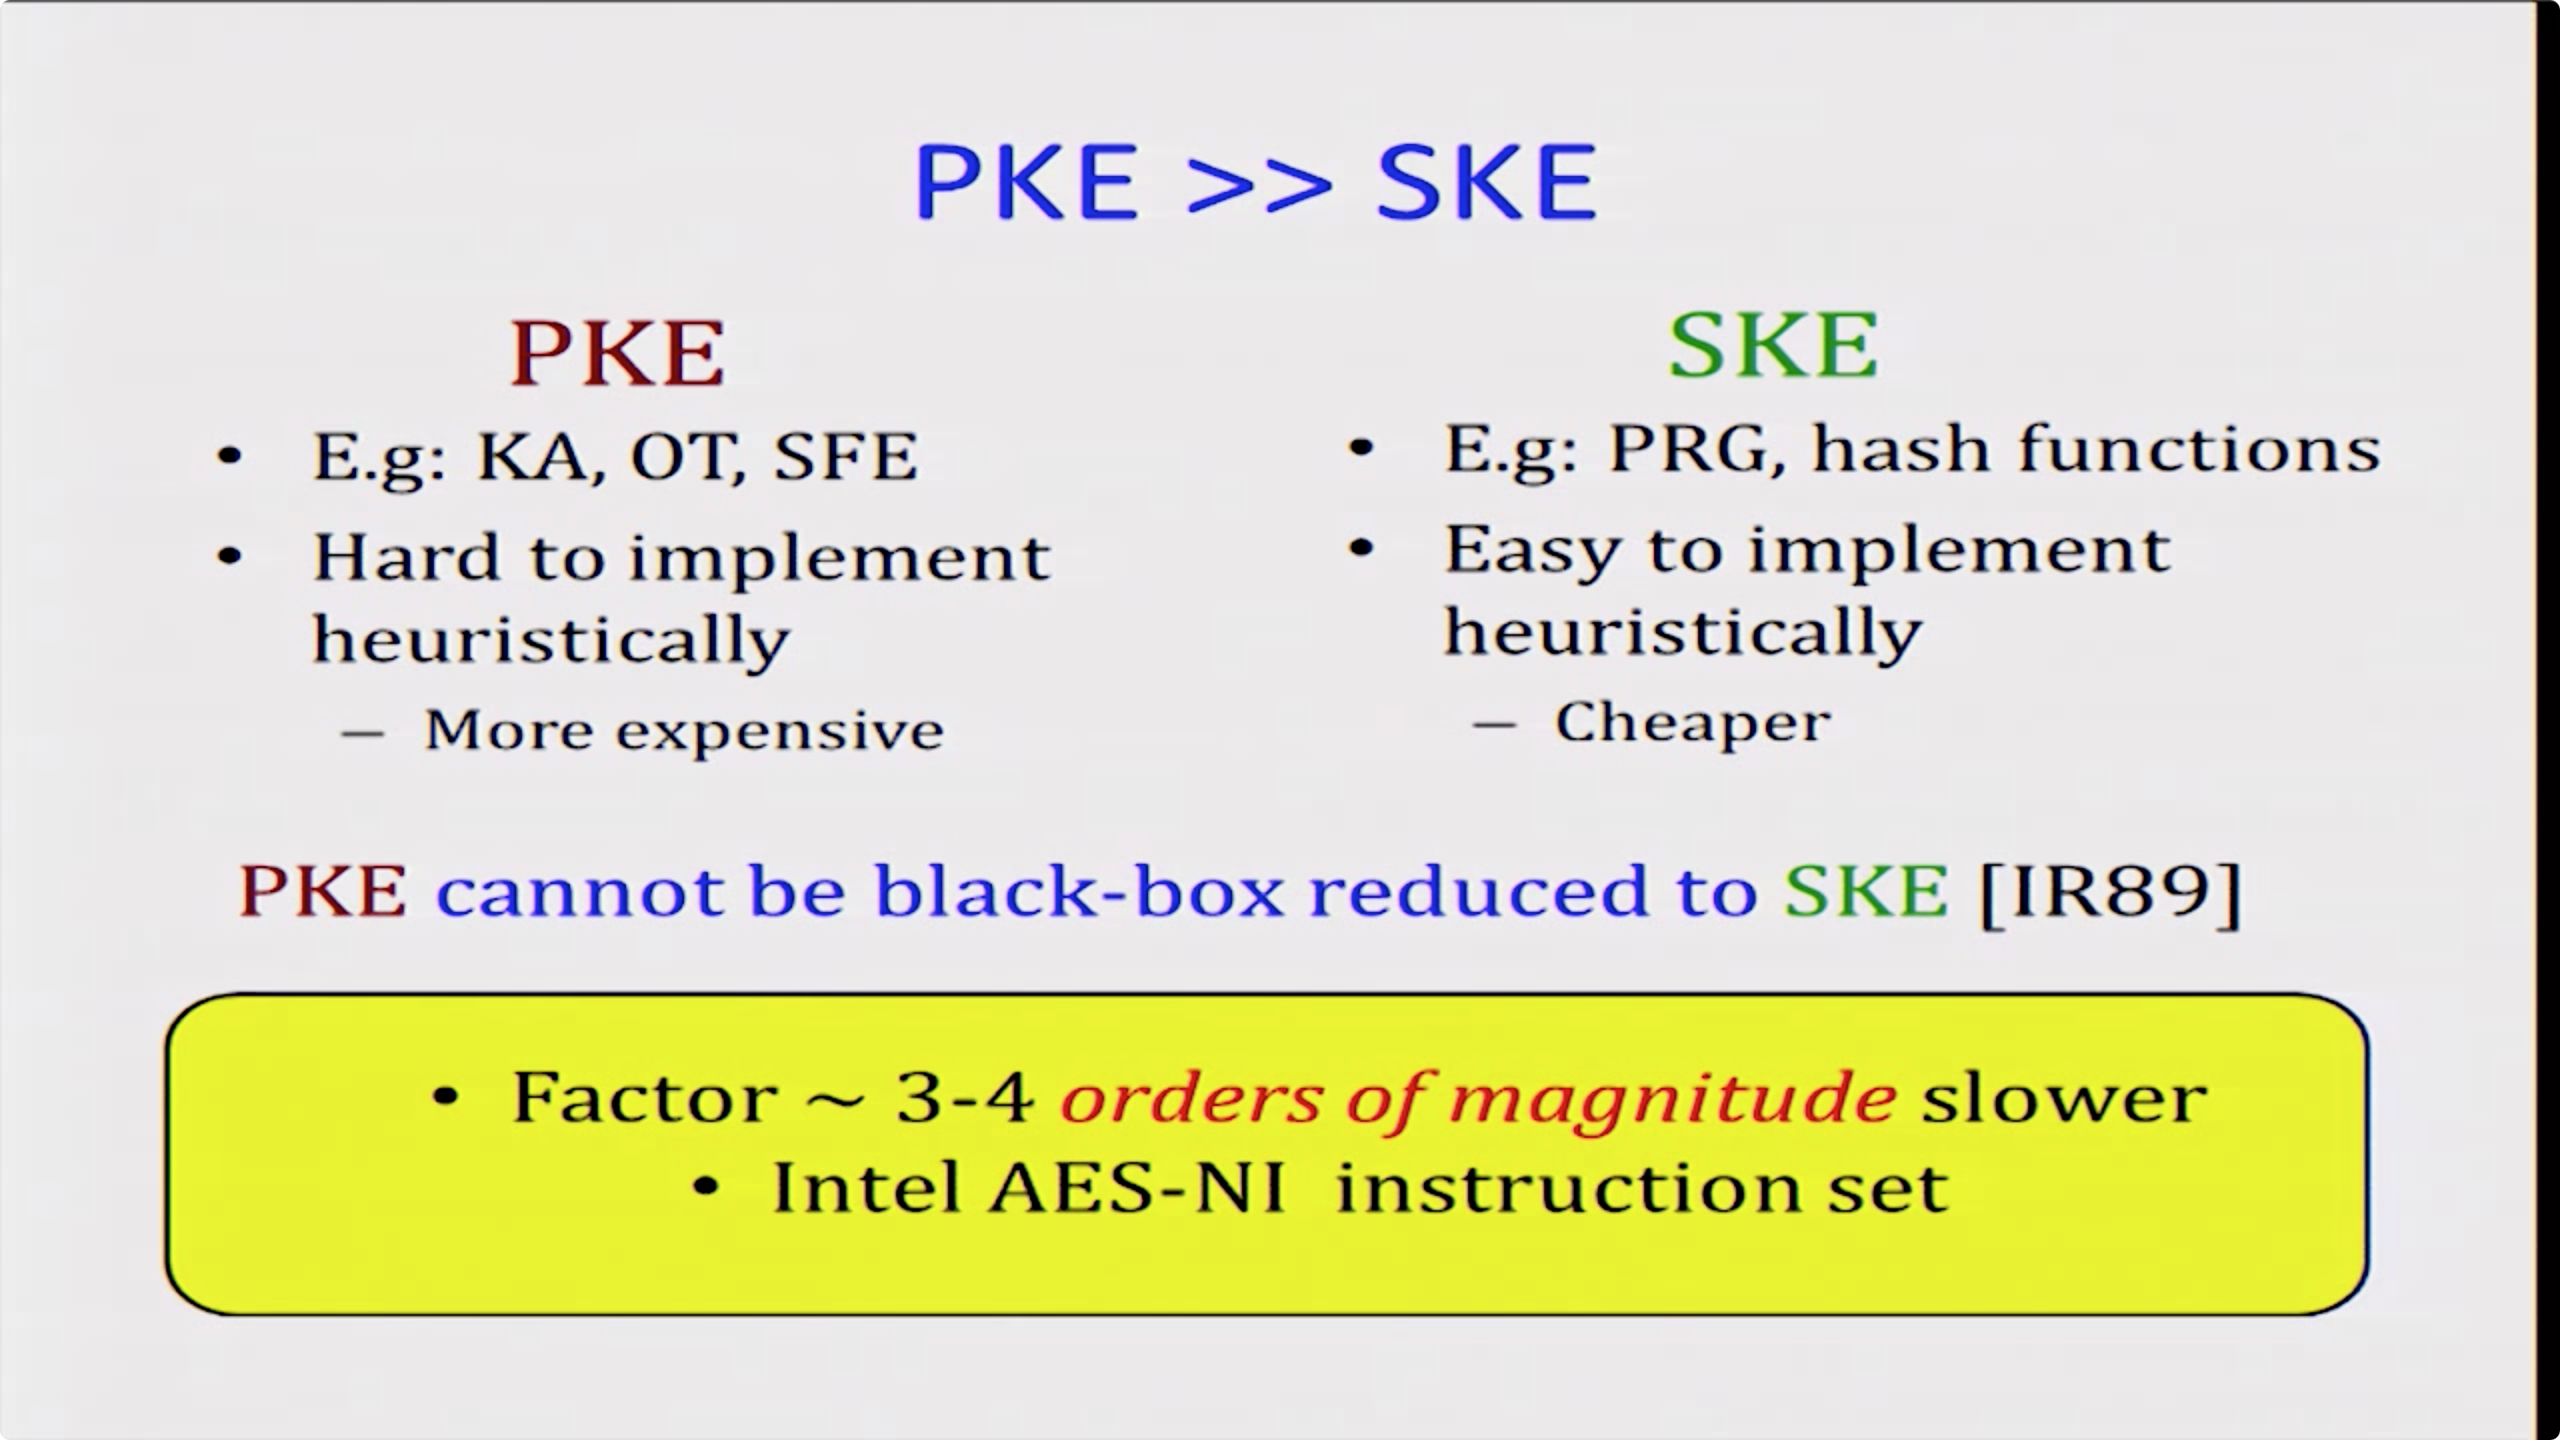 PKE >> SKE
PKE
• E.g: KA, OT, SFE
• Hard to implement
heuristically
– More expensive
SKE
• E.g: PRG, hash functions
• Easy to implement
heuristically
– Cheaper
PKE cannot be black-box reduced to SKE [IR89]
• Factor ~ 3-4 orders of magnitude slower
• Intel AES-NI instruction set